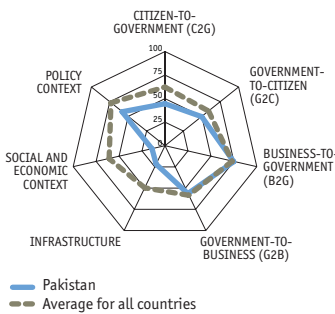 CITIZEN-TO-
GOVERNMENT (C2G)
100
75
50
25
0
GOVERNMENT-
TO-CITIZEN
(G2C)
BUSINESS-TO-
GOVERNMENT
(B2G)
GOVERNMENT-TO-
BUSINESS (G2B)
INFRASTRUCTURE
SOCIAL AND
ECONOMIC
CONTEXT
POLICY
CONTEXT
Pakistan
Average for all countries